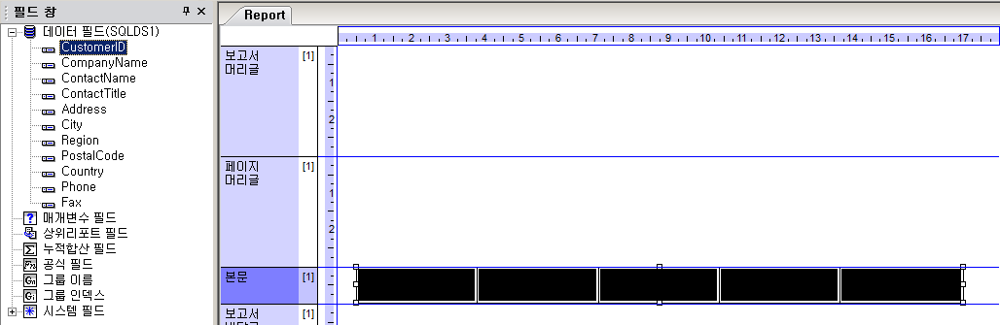 필드 창
데이터 필드(SQLDS1)
CustomerID
CompanyName
ContactName
ContactTitle
Address
City
Region
PostalCode
Country
Phone
Fax
매개변수 필드
상위리포트 필드
누적합산 필드
공식 필드
그룹 이름
그룹 인덱스
시스템 필드
Report
1 2 3 4 5 6 7 8 9 10 11 12 13 14 15 16 17
보고서 [1]
머리글
1
2
페이지 [1]
머리글
1
2
본문 [1]
보고서 [1]